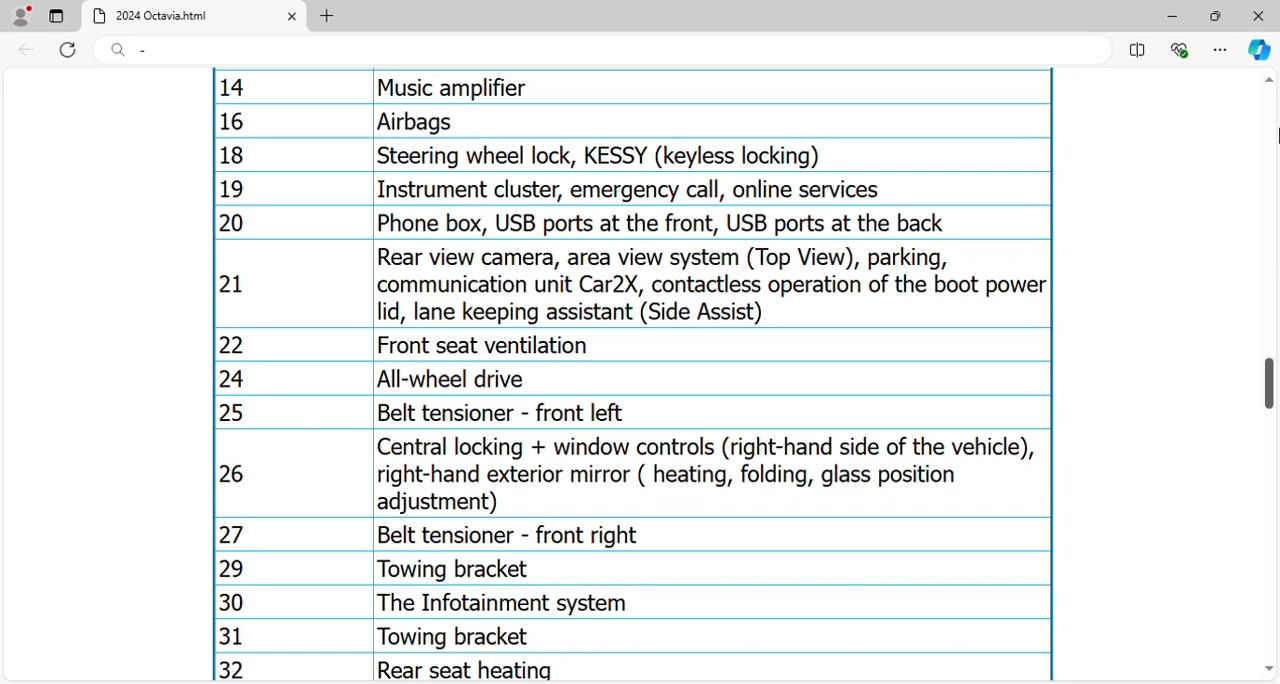 2024 Octavia.html
-
14 Music amplifier
16 Airbags
18 Steering wheel lock, KESSY (keyless locking)
19 Instrument cluster, emergency call, online services
20 Phone box, USB ports at the front, USB ports at the back
Rear view camera, area view system (Top View), parking,
21 communication unit Car2X, contactless operation of the boot power
lid, lane keeping assistant (Side Assist)
22 Front seat ventilation
24 All-wheel drive
25 Belt tensioner - front left
Central locking + window controls (right-hand side of the vehicle),
26 right-hand exterior mirror ( heating, folding, glass position
adjustment)
27 Belt tensioner - front right
29 Towing bracket
30 The Infotainment system
31 Towing bracket
32 Rear seat heating